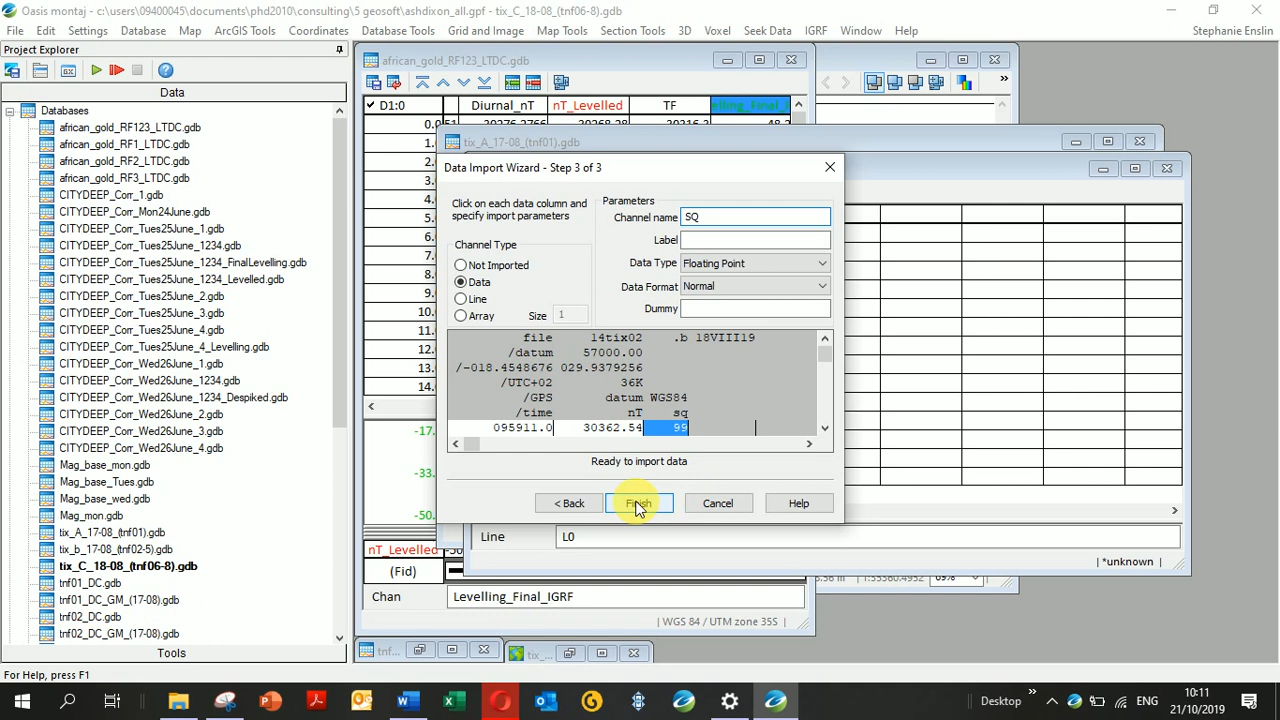 Oasis montaj - c:\users\09400045\documents\phd2010\consulting\5 geosoft\ashdixon_all.gpf - tix_C_18-08_(tnf06-8).gdb
File Edit Settings Database Map ArcGIS Tools Coordinates Database Tools Grid and Image Map Tools Section Tools 3D Voxel Seek Data IGRF Window Help Stephanie Enslin
Project Explorer
Data
Databases
african_gold_RF123_LTDC.gdb
african_gold_RF1_LTDC.gdb
african_gold_RF2_LTDC.gdb
african_gold_RF3_LTDC.gdb
CITYDEEP_Corr_1.gdb
CITYDEEP_Corr_Mon24June.gdb
CITYDEEP_Corr_Tues25June_1.gdb
CITYDEEP_Corr_Tues25June_1234.gdb
CITYDEEP_Corr_Tues25June_1234_FinalLevelling.gdb
CITYDEEP_Corr_Tues25June_1234_Levelled.gdb
CITYDEEP_Corr_Tues25June_2.gdb
CITYDEEP_Corr_Tues25June_3.gdb
CITYDEEP_Corr_Tues25June_4.gdb
CITYDEEP_Corr_Tues25June_4_Levelling.gdb
CITYDEEP_Corr_Wed26June_1.gdb
CITYDEEP_Corr_Wed26June_1234.gdb
CITYDEEP_Corr_Wed26June_1234_Despiked.gdb
CITYDEEP_Corr_Wed26June_2.gdb
CITYDEEP_Corr_Wed26June_3.gdb
CITYDEEP_Corr_Wed26June_4.gdb
Mag_base_mon.gdb
Mag_base_Tues.gdb
Mag_base_wed.gdb
Mag_mon.gdb
tix_A_17-08_(tnf01).gdb
tix_b_17-08_(tnf02-5).gdb
tix_C_18-08_(tnf06-8).gdb
tnf01_DC.gdb
tnf01_DC_GM_(17-08).gdb
tnf02_DC.gdb
tnf02_DC_GM_(17-08).gdb
Tools
For Help, press F1
african_gold_RF123_LTDC.gdb
D1:0 Diurnal_nT nT_Levelled TF
tix_A_17-08_(tnf01).gdb
Data Import Wizard - Step 3 of 3
Click on each data column and
specify import parameters
Channel Type
Not Imported
Data
Line
Array Size 1
Parameters
Channel name SQ
Label
Data Type Floating Point
Data Format Normal
Dummy
file 14tix02 .b 18VIII19
/datum 57000.00
/-018.4548676 029.9379256
/UTC+02 36K
/GPS datum WGS84
/time nT sq
095911.0 30362.54 99
Ready to import data
< Back Finish Cancel Help
Line L0
*unknown
nT_Levelled
(Fid)
Chan Levelling_Final_IGRF
WGS 84 / UTM zone 35S
tnf...
tix_...
Desktop
ENG
10:11
21/10/2019